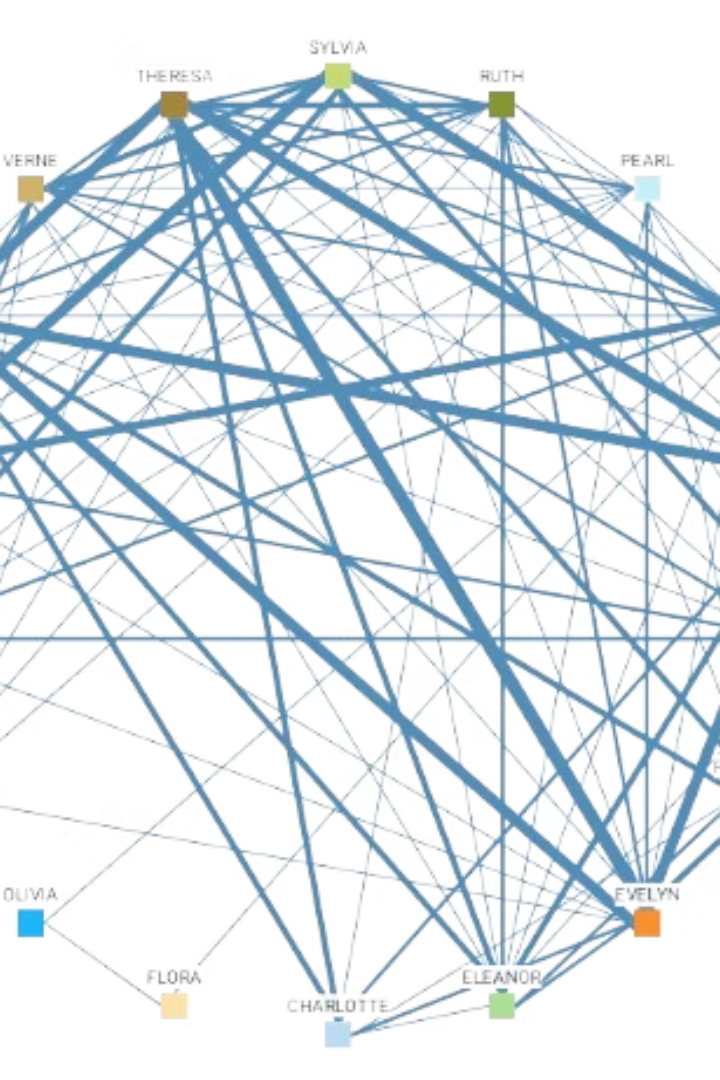 SYLVIA
THERESA
RUTH
VERNE
PEARL
EVELYN
OLIVIA
FLORA
ELEANOR
CHARLOTTE